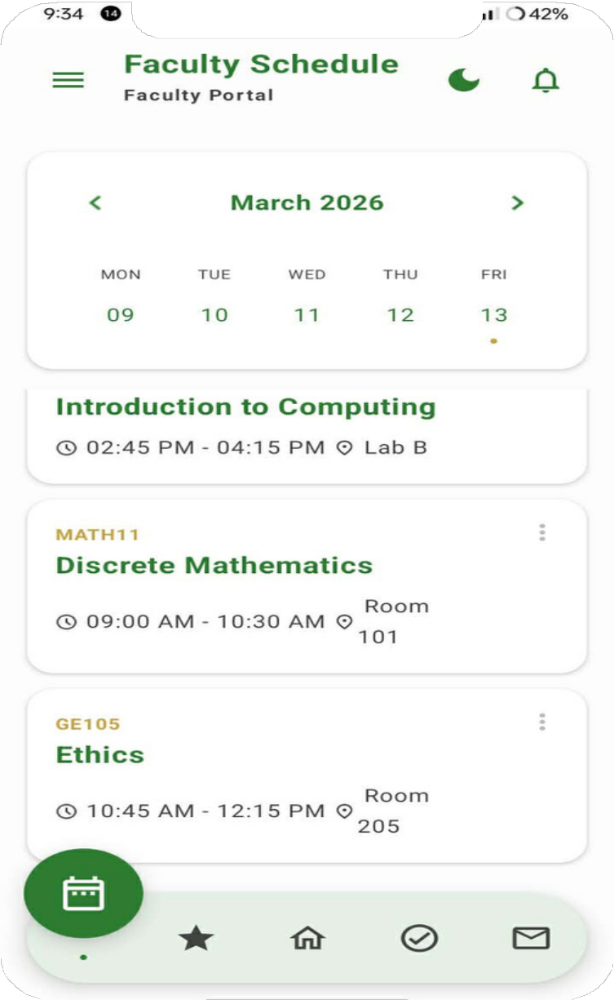 9:34 14 42%
Faculty Schedule
Faculty Portal
March 2026
MON TUE WED THU FRI
09 10 11 12 13
Introduction to Computing
02:45 PM - 04:15 PM Lab B
MATH11
Discrete Mathematics
09:00 AM - 10:30 AM Room
101
GE105
Ethics
10:45 AM - 12:15 PM Room
205